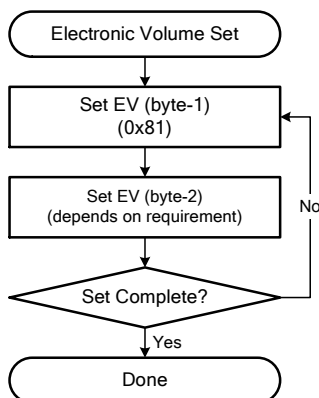 Electronic Volume Set
Set EV (byte-1)
(0x81)
Set EV (byte-2)
(depends on requirement)
No
Set Complete?
Yes
Done